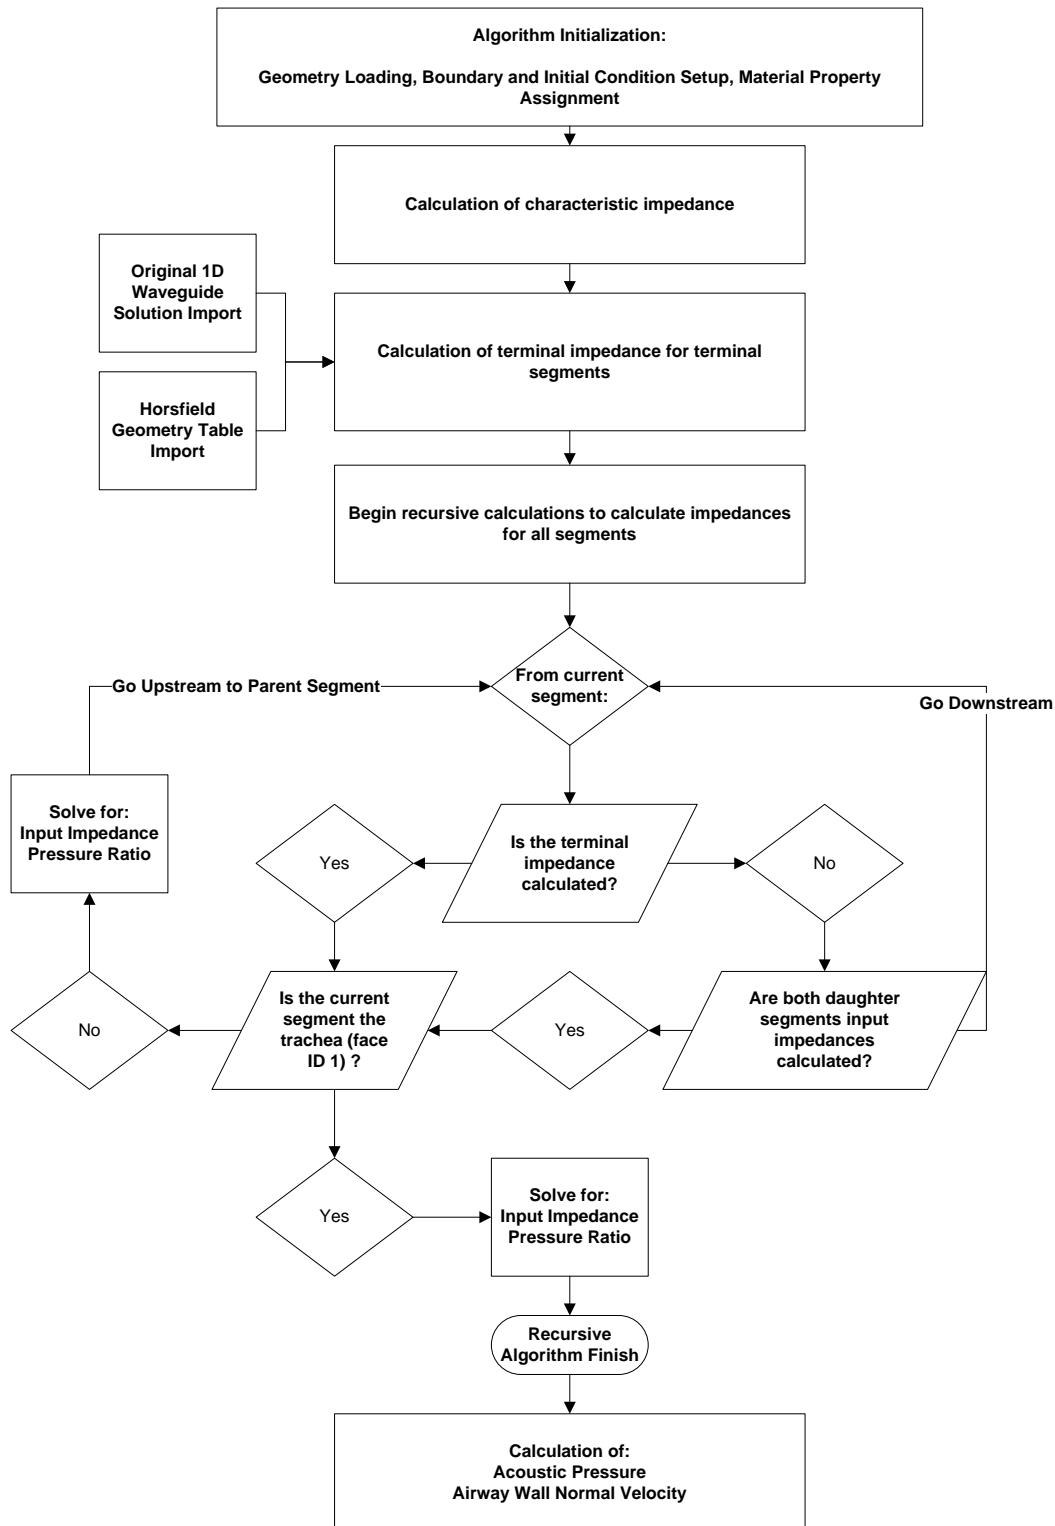 Algorithm Initialization:
Geometry Loading, Boundary and Initial Condition Setup, Material Property
Assignment
Calculation of characteristic impedance
Original 1D
Waveguide
Solution Import
Calculation of terminal impedance for terminal
segments
Horsfield
Geometry Table
Import
Begin recursive calculations to calculate impedances
for all segments
From current
segment:
Go Upstream to Parent Segment
Go Downstream
Solve for:
Input Impedance
Pressure Ratio
Yes
Is the terminal
impedance
calculated?
No
No
Is the current
segment the
trachea (face
ID 1) ?
Yes
Are both daughter
segments input
impedances
calculated?
Yes
Solve for:
Input Impedance
Pressure Ratio
Recursive
Algorithm Finish
Calculation of:
Acoustic Pressure
Airway Wall Normal Velocity